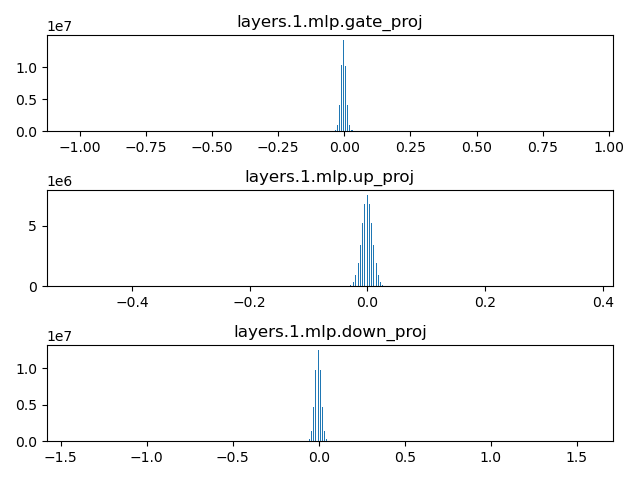 layers.1.mlp.gate_proj
1e7
1.0
0.5
0.0
−1.00 −0.75 −0.50 −0.25 0.00 0.25 0.50 0.75 1.00
layers.1.mlp.up_proj
1e6
5
0
−0.4 −0.2 0.0 0.2 0.4
layers.1.mlp.down_proj
1e7
1.0
0.5
0.0
−1.5 −1.0 −0.5 0.0 0.5 1.0 1.5